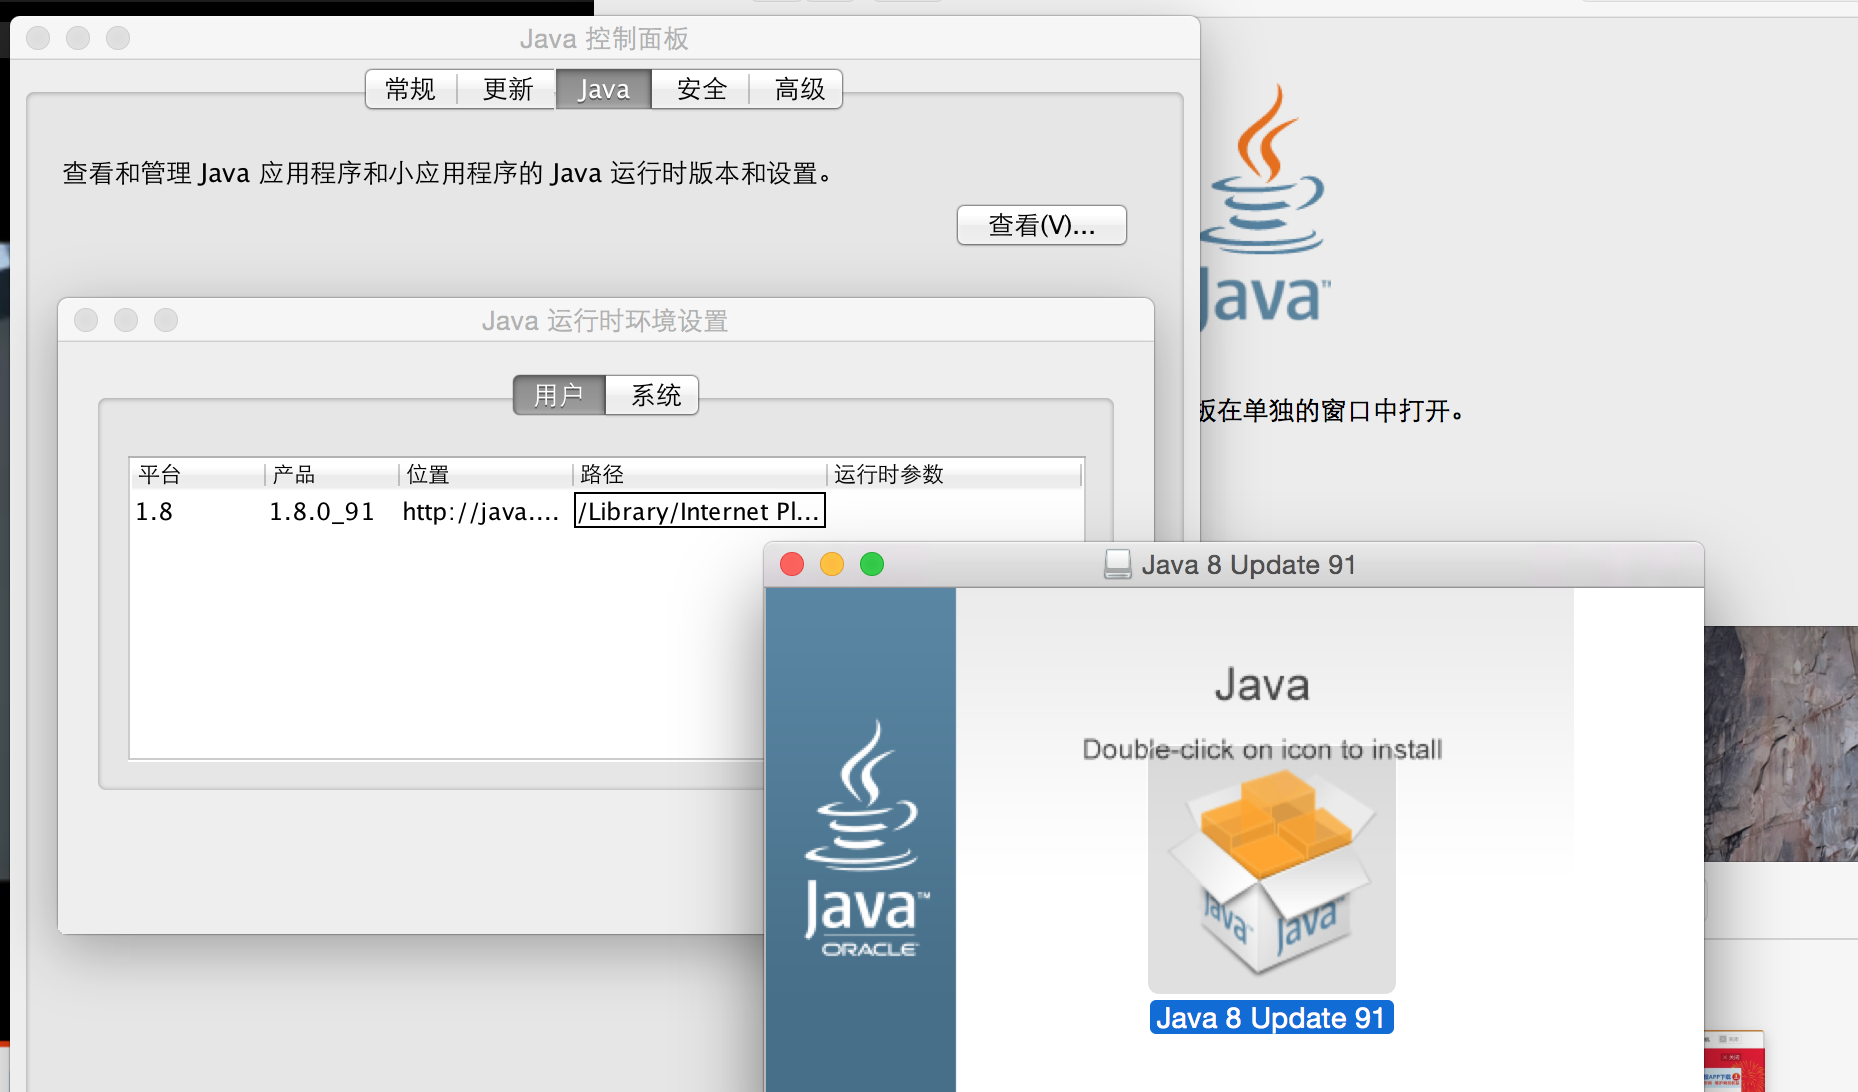 Java 控制面板
常规 更新 Java 安全 高级
查看和管理 Java 应用程序和小应用程序的 Java 运行时版本和设置。
查看(V)...
Java™
板在单独的窗口中打开。
Java 运行时环境设置
用户 系统
平台 产品 位置 路径 运行时参数
1.8 1.8.0_91 http://java.... /Library/Internet Pl...
Java 8 Update 91
Java
Double-click on icon to install
Java™
ORACLE
Java™ Java™
Java 8 Update 91